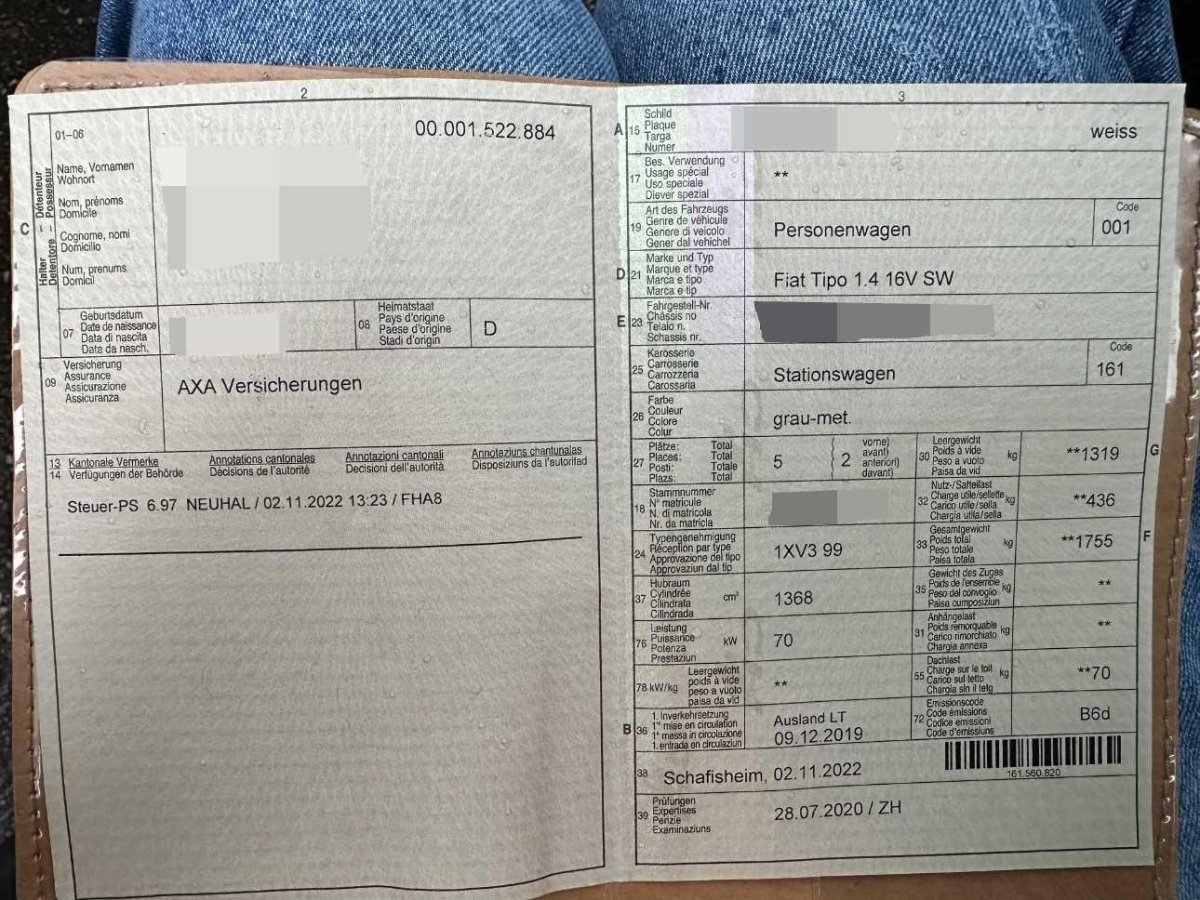 2
01–06
00.001.522.884
C
Halter – Détenteur
Detentore – Possessur
Name, Vornamen
Wohnort
Nom, prénoms
Domicile
Cognome, nomi
Domicilio
Num, prenums
Domicil
07
Geburtsdatum
Date de naissance
Data di nascita
Data da nasch.
08
Heimatstaat
Pays d'origine
Paese d'origine
Stadi d'origin
D
09
Versicherung
Assurance
Assicurazione
Assicuranza
AXA Versicherungen
13 Kantonale Vermerke
14 Verfügungen der Behörde
Annotations cantonales
Décisions de l'autorité
Annotazioni cantonali
Decisioni dell'autorità
Annotaziuns chantunalas
Disposiziuns da l'autoritad
Steuer-PS 6.97 NEUHAL / 02.11.2022 13:23 / FHA8
3
A 15
Schild
Plaque
Targa
Numer
weiss
17
Bes. Verwendung
Usage spécial
Uso speciale
Diever spezial
**
19
Art des Fahrzeugs
Genre de véhicule
Genere di veicolo
Gener dal vehichel
Personenwagen
Code
001
D 21
Marke und Typ
Marque et type
Marca e tipo
Marca e tip
Fiat Tipo 1.4 16V SW
E 23
Fahrgestell-Nr.
Châssis no
Telaio n.
Schassis nr.
25
Karosserie
Carrosserie
Carrozzeria
Carossaria
Stationswagen
Code
161
26
Farbe
Couleur
Colore
Colur
grau-met.
27
Plätze: Total
Places: Total
Posti: Totale
Plazs: Total
5
2
vorne)
avant)
anteriori)
davant)
30
Leergewicht
Poids à vide
Peso a vuoto
Paisa da vid
kg
**1319
G
18
Stammnummer
N° matricule
N. di matricola
Nr. da matricla
32
Nutz-/Sattellast
Charge utile/sellette
Carico utile/sella
Chargia utila/sella
kg
**436
24
Typengenehmigung
Réception par type
Approvazione del tipo
Approvaziun dal tip
1XV3 99
33
Gesamtgewicht
Poids total
Peso totale
Paisa totala
kg
**1755
F
37
Hubraum
Cylindrée
Cilindrata
Cilindrada
cm³
1368
35
Gewicht des Zuges
Poids de l'ensemble
Peso del convoglio
Paisa cumposiziun
kg
**
76
Leistung
Puissance
Potenza
Prestaziun
kW
70
31
Anhängelast
Poids remorquable
Carico rimorchiato
Chargia annexa
kg
**
78 kW/kg
Leergewicht
poids à vide
peso a vuoto
paisa da vid
**
55
Dachlast
Charge sur le toit
Carico sul tetto
Chargia sin il tetg
kg
**70
B 36
1. Inverkehrsetzung
1re mise en circulation
1a messa in circolazione
1. entrada en circulaziun
Ausland LT
09.12.2019
72
Emissionscode
Code émissions
Codice emissioni
Code d'emissiuns
B6d
38
Schafisheim, 02.11.2022
161.560.820
39
Prüfungen
Expertises
Perizie
Examinaziuns
28.07.2020 / ZH